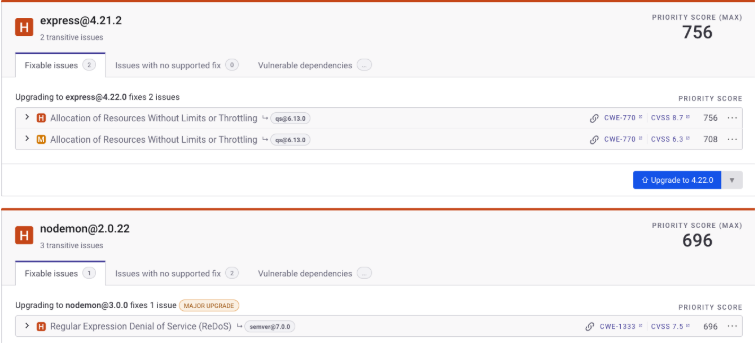 H express@4.21.2
2 transitive issues
PRIORITY SCORE (MAX)
756
Fixable issues 2 Issues with no supported fix 0 Vulnerable dependencies ...
Upgrading to express@4.22.0 fixes 2 issues PRIORITY SCORE
H Allocation of Resources Without Limits or Throttling qs@6.13.0 CWE-770 CVSS 8.7 756 ...
M Allocation of Resources Without Limits or Throttling qs@6.13.0 CWE-770 CVSS 6.3 708 ...
Upgrade to 4.22.0
H nodemon@2.0.22
3 transitive issues
PRIORITY SCORE (MAX)
696
Fixable issues 1 Issues with no supported fix 2 Vulnerable dependencies ...
Upgrading to nodemon@3.0.0 fixes 1 issue MAJOR UPGRADE PRIORITY SCORE
H Regular Expression Denial of Service (ReDoS) semver@7.0.0 CWE-1333 CVSS 7.5 696 ...